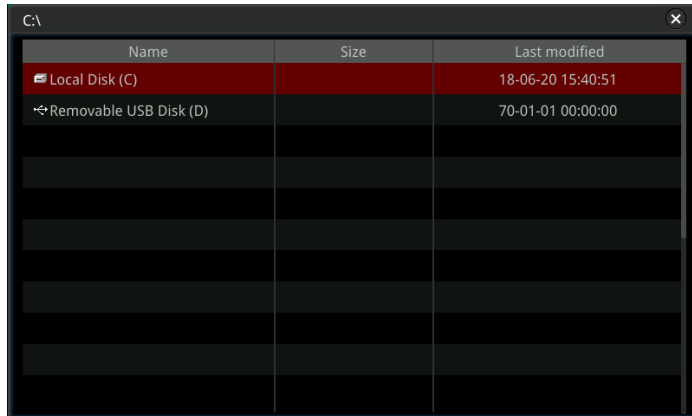 C:\
Name Size Last modified
Local Disk (C) 18-06-20 15:40:51
Removable USB Disk (D) 70-01-01 00:00:00